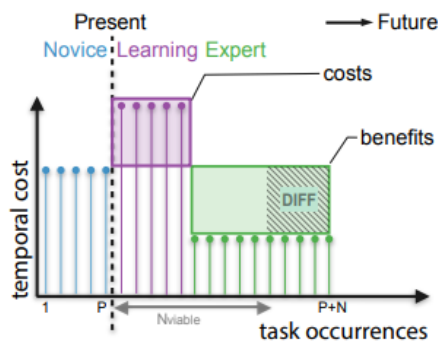 Present
Future
Novice Learning Expert
costs
benefits
DIFF
temporal cost
1 P P+N
Nviable
task occurrences